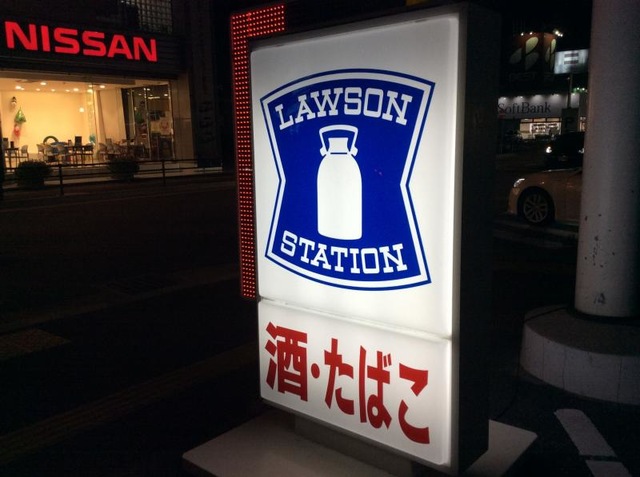 NISSAN
SoftBank
LAWSON
STATION
酒・たばこ